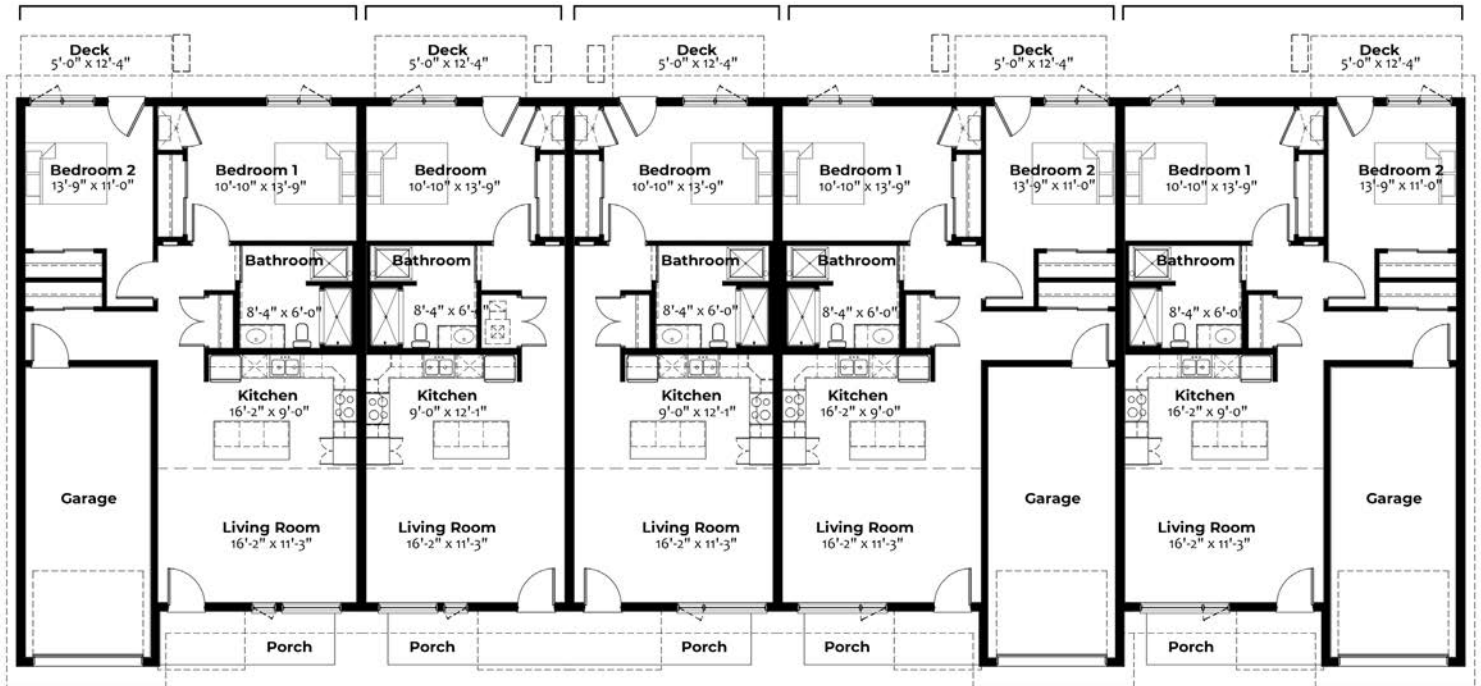 Deck
5'-0" x 12'-4"
Deck
5'-0" x 12'-4"
Deck
5'-0" x 12'-4"
Deck
5'-0" x 12'-4"
Deck
5'-0" x 12'-4"
Bedroom 2
13'-9" x 11'-0"
Bedroom 1
10'-10" x 13'-9"
Bedroom
10'-10" x 13'-9"
Bedroom
10'-10" x 13'-9"
Bedroom 1
10'-10" x 13'-9"
Bedroom 2
13'-9" x 11'-0"
Bedroom 1
10'-10" x 13'-9"
Bedroom 2
13'-9" x 11'-0"
Bathroom
8'-4" x 6'-0"
Bathroom
8'-4" x 6'-0"
Bathroom
8'-4" x 6'-0"
Bathroom
8'-4" x 6'-0"
Bathroom
8'-4" x 6'-0"
Kitchen
16'-2" x 9'-0"
Kitchen
9'-0" x 12'-1"
Kitchen
9'-0" x 12'-1"
Kitchen
16'-2" x 9'-0"
Kitchen
16'-2" x 9'-0"
Garage
Garage
Garage
Living Room
16'-2" x 11'-3"
Living Room
16'-2" x 11'-3"
Living Room
16'-2" x 11'-3"
Living Room
16'-2" x 11'-3"
Living Room
16'-2" x 11'-3"
Porch
Porch
Porch
Porch
Porch